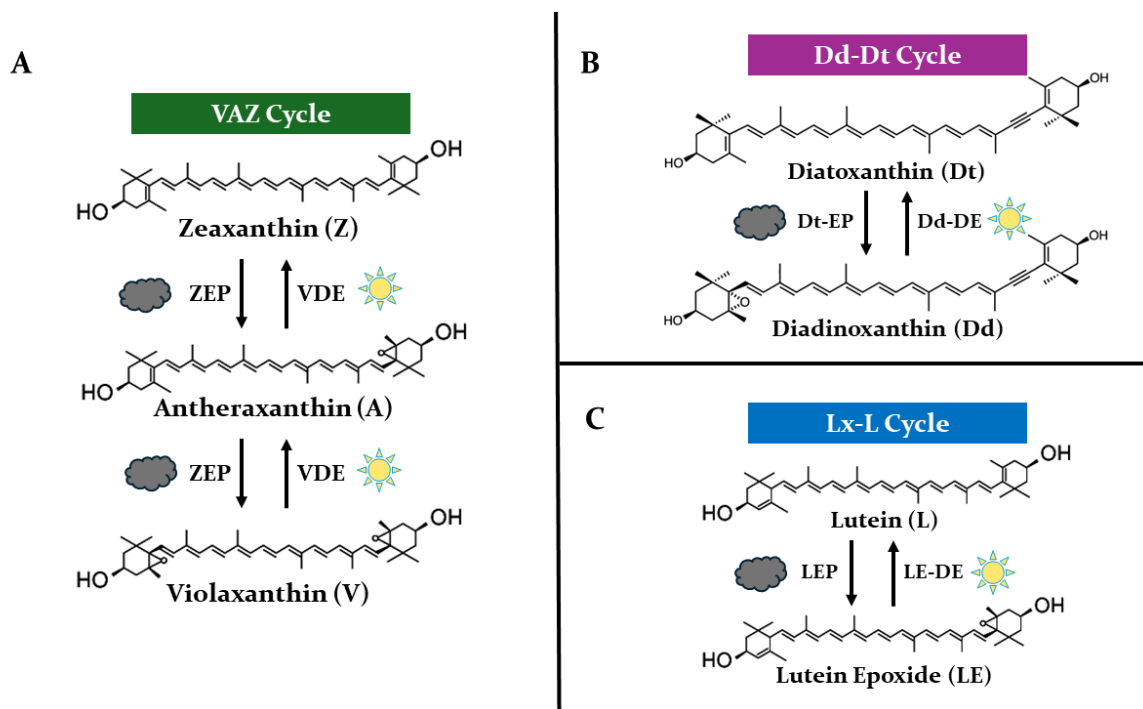 A
VAZ Cycle
OH
HO
Zeaxanthin (Z)
ZEP VDE
OH
HO
Antheraxanthin (A)
ZEP VDE
OH
HO
Violaxanthin (V)
B
Dd-Dt Cycle
OH
HO
Diatoxanthin (Dt)
Dt-EP Dd-DE
OH
O
HO
Diadinoxanthin (Dd)
C
Lx-L Cycle
OH
HO
Lutein (L)
LEP LE-DE
OH
HO
Lutein Epoxide (LE)